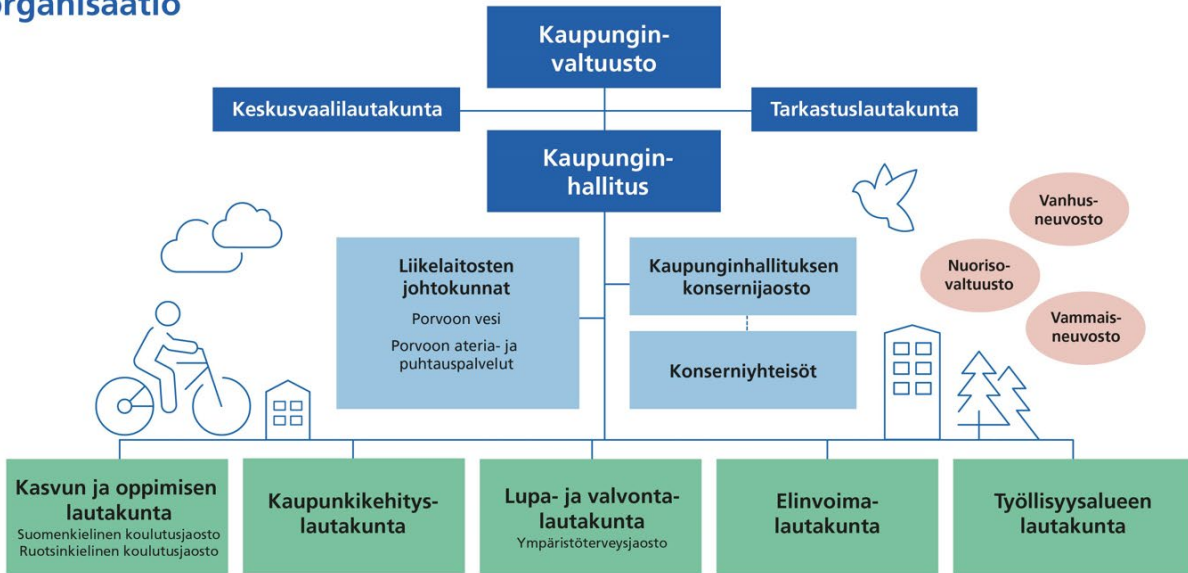 organisaatio
Kaupungin-
valtuusto
Keskusvaalilautakunta
Tarkastuslautakunta
Kaupungin-
hallitus
Liikelaitosten
johtokunnat
Porvoon vesi
Porvoon ateria- ja
puhtauspalvelut
Kaupunginhallituksen
konsernijaosto
Konserniyhteisöt
Vanhus-
neuvosto
Nuoriso-
valtuusto
Vammais-
neuvosto
Kasvun ja oppimisen
lautakunta
Suomenkielinen koulutusjaosto
Ruotsinkielinen koulutusjaosto
Kaupunkikehitys-
lautakunta
Lupa- ja valvonta-
lautakunta
Ympäristöterveysjaosto
Elinvoima-
lautakunta
Työllisyysalueen
lautakunta